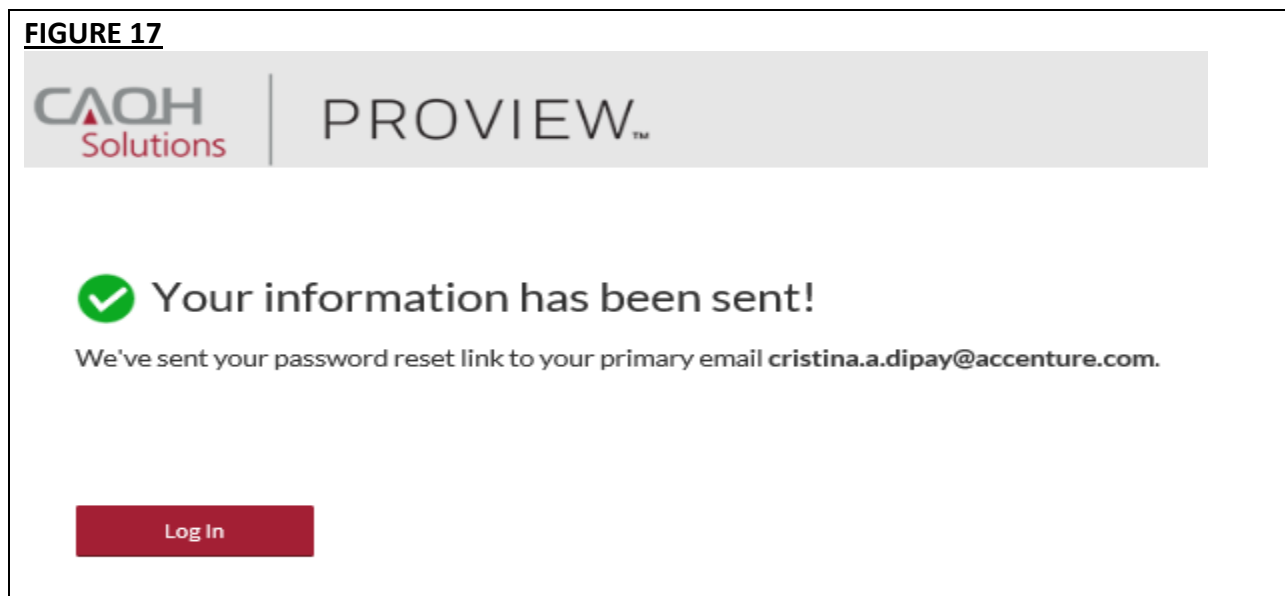 FIGURE 17
CAQH
Solutions
PROVIEW™
Your information has been sent!
We've sent your password reset link to your primary email cristina.a.dipay@accenture.com.
Log In